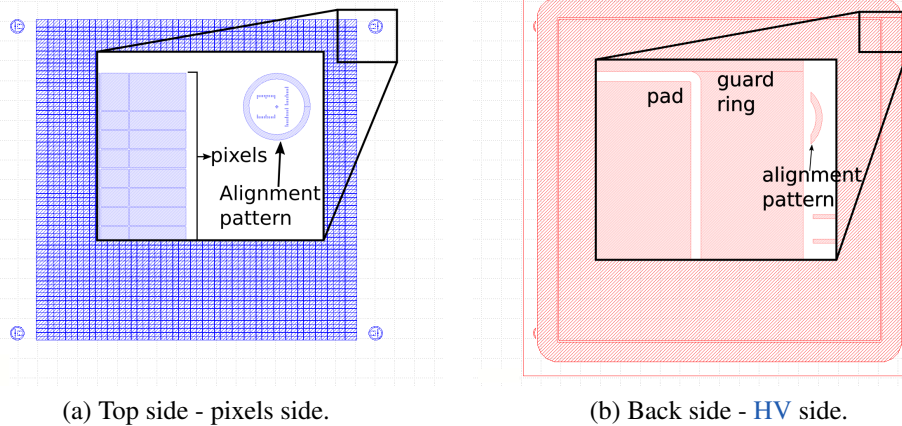 pixels
Alignment
pattern
pad
guard
ring
alignment
pattern
(a) Top side - pixels side.
(b) Back side - HV side.